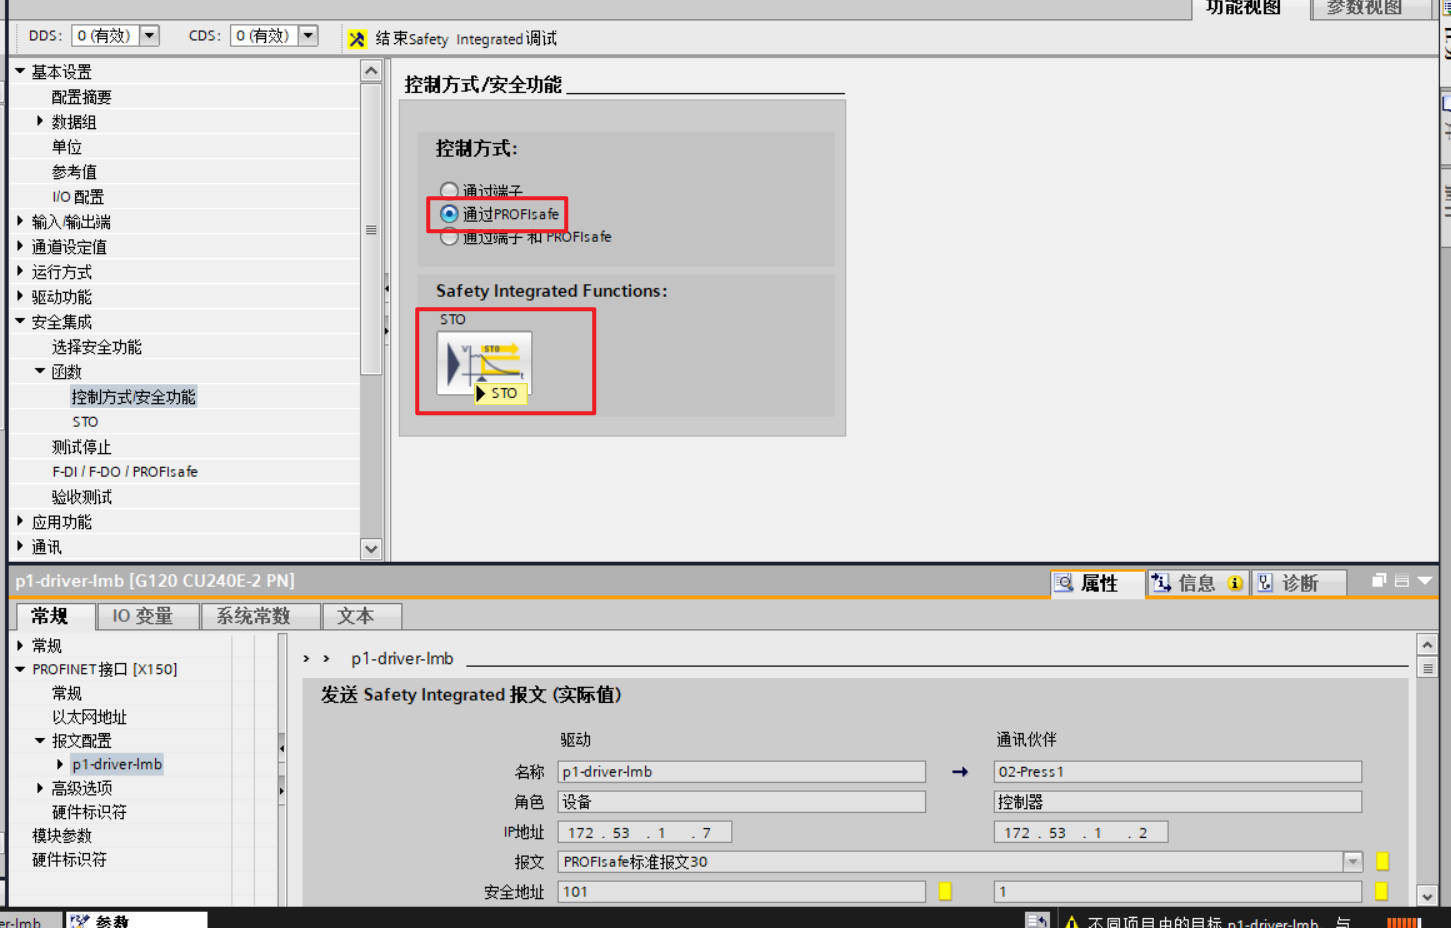 功能视图
参数视图
DDS: 0 (有效)
CDS: 0 (有效)
结束Safety Integrated调试
基本设置
配置摘要
数据组
单位
参考值
I/O 配置
输入/输出端
通道设定值
运行方式
驱动功能
安全集成
选择安全功能
函数
控制方式/安全功能
STO
测试停止
F-DI / F-DO / PROFIsafe
验收测试
应用功能
通讯
控制方式/安全功能
控制方式:
通过端子
通过PROFIsafe
通过端子 和 PROFIsafe
Safety Integrated Functions:
STO
V
STO
t
STO
p1-driver-lmb [G120 CU240E-2 PN]
属性
信息
诊断
常规
IO 变量
系统常数
文本
常规
PROFINET接口 [X150]
常规
以太网地址
报文配置
p1-driver-lmb
高级选项
硬件标识符
模块参数
硬件标识符
› › p1-driver-lmb
发送 Safety Integrated 报文 (实际值)
驱动
通讯伙伴
名称 p1-driver-lmb → 02-Press1
角色 设备 控制器
IP地址 172 . 53 . 1 . 7 172 . 53 . 1 . 2
报文 PROFIsafe标准报文30
安全地址 101 1
er-lmb
参数
不同项目中的目标 p1-driver-lmb 与